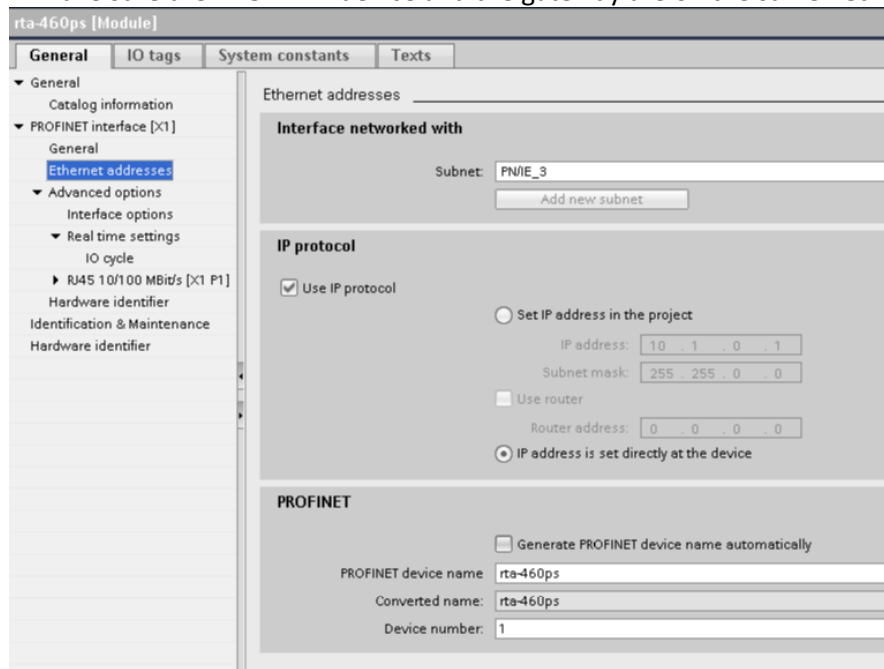 rta-460ps [Module]
General IO tags System constants Texts
General
Catalog information
PROFINET interface [X1]
General
Ethernet addresses
Advanced options
Interface options
Real time settings
IO cycle
RJ45 10/100 MBit/s [X1 P1]
Hardware identifier
Identification & Maintenance
Hardware identifier
Ethernet addresses
Interface networked with
Subnet: PN/IE_3
Add new subnet
IP protocol
Use IP protocol
Set IP address in the project
IP address: 10 . 1 . 0 . 1
Subnet mask: 255 . 255 . 0 . 0
Use router
Router address: 0 . 0 . 0 . 0
IP address is set directly at the device
PROFINET
Generate PROFINET device name automatically
PROFINET device name rta-460ps
Converted name: rta-460ps
Device number: 1